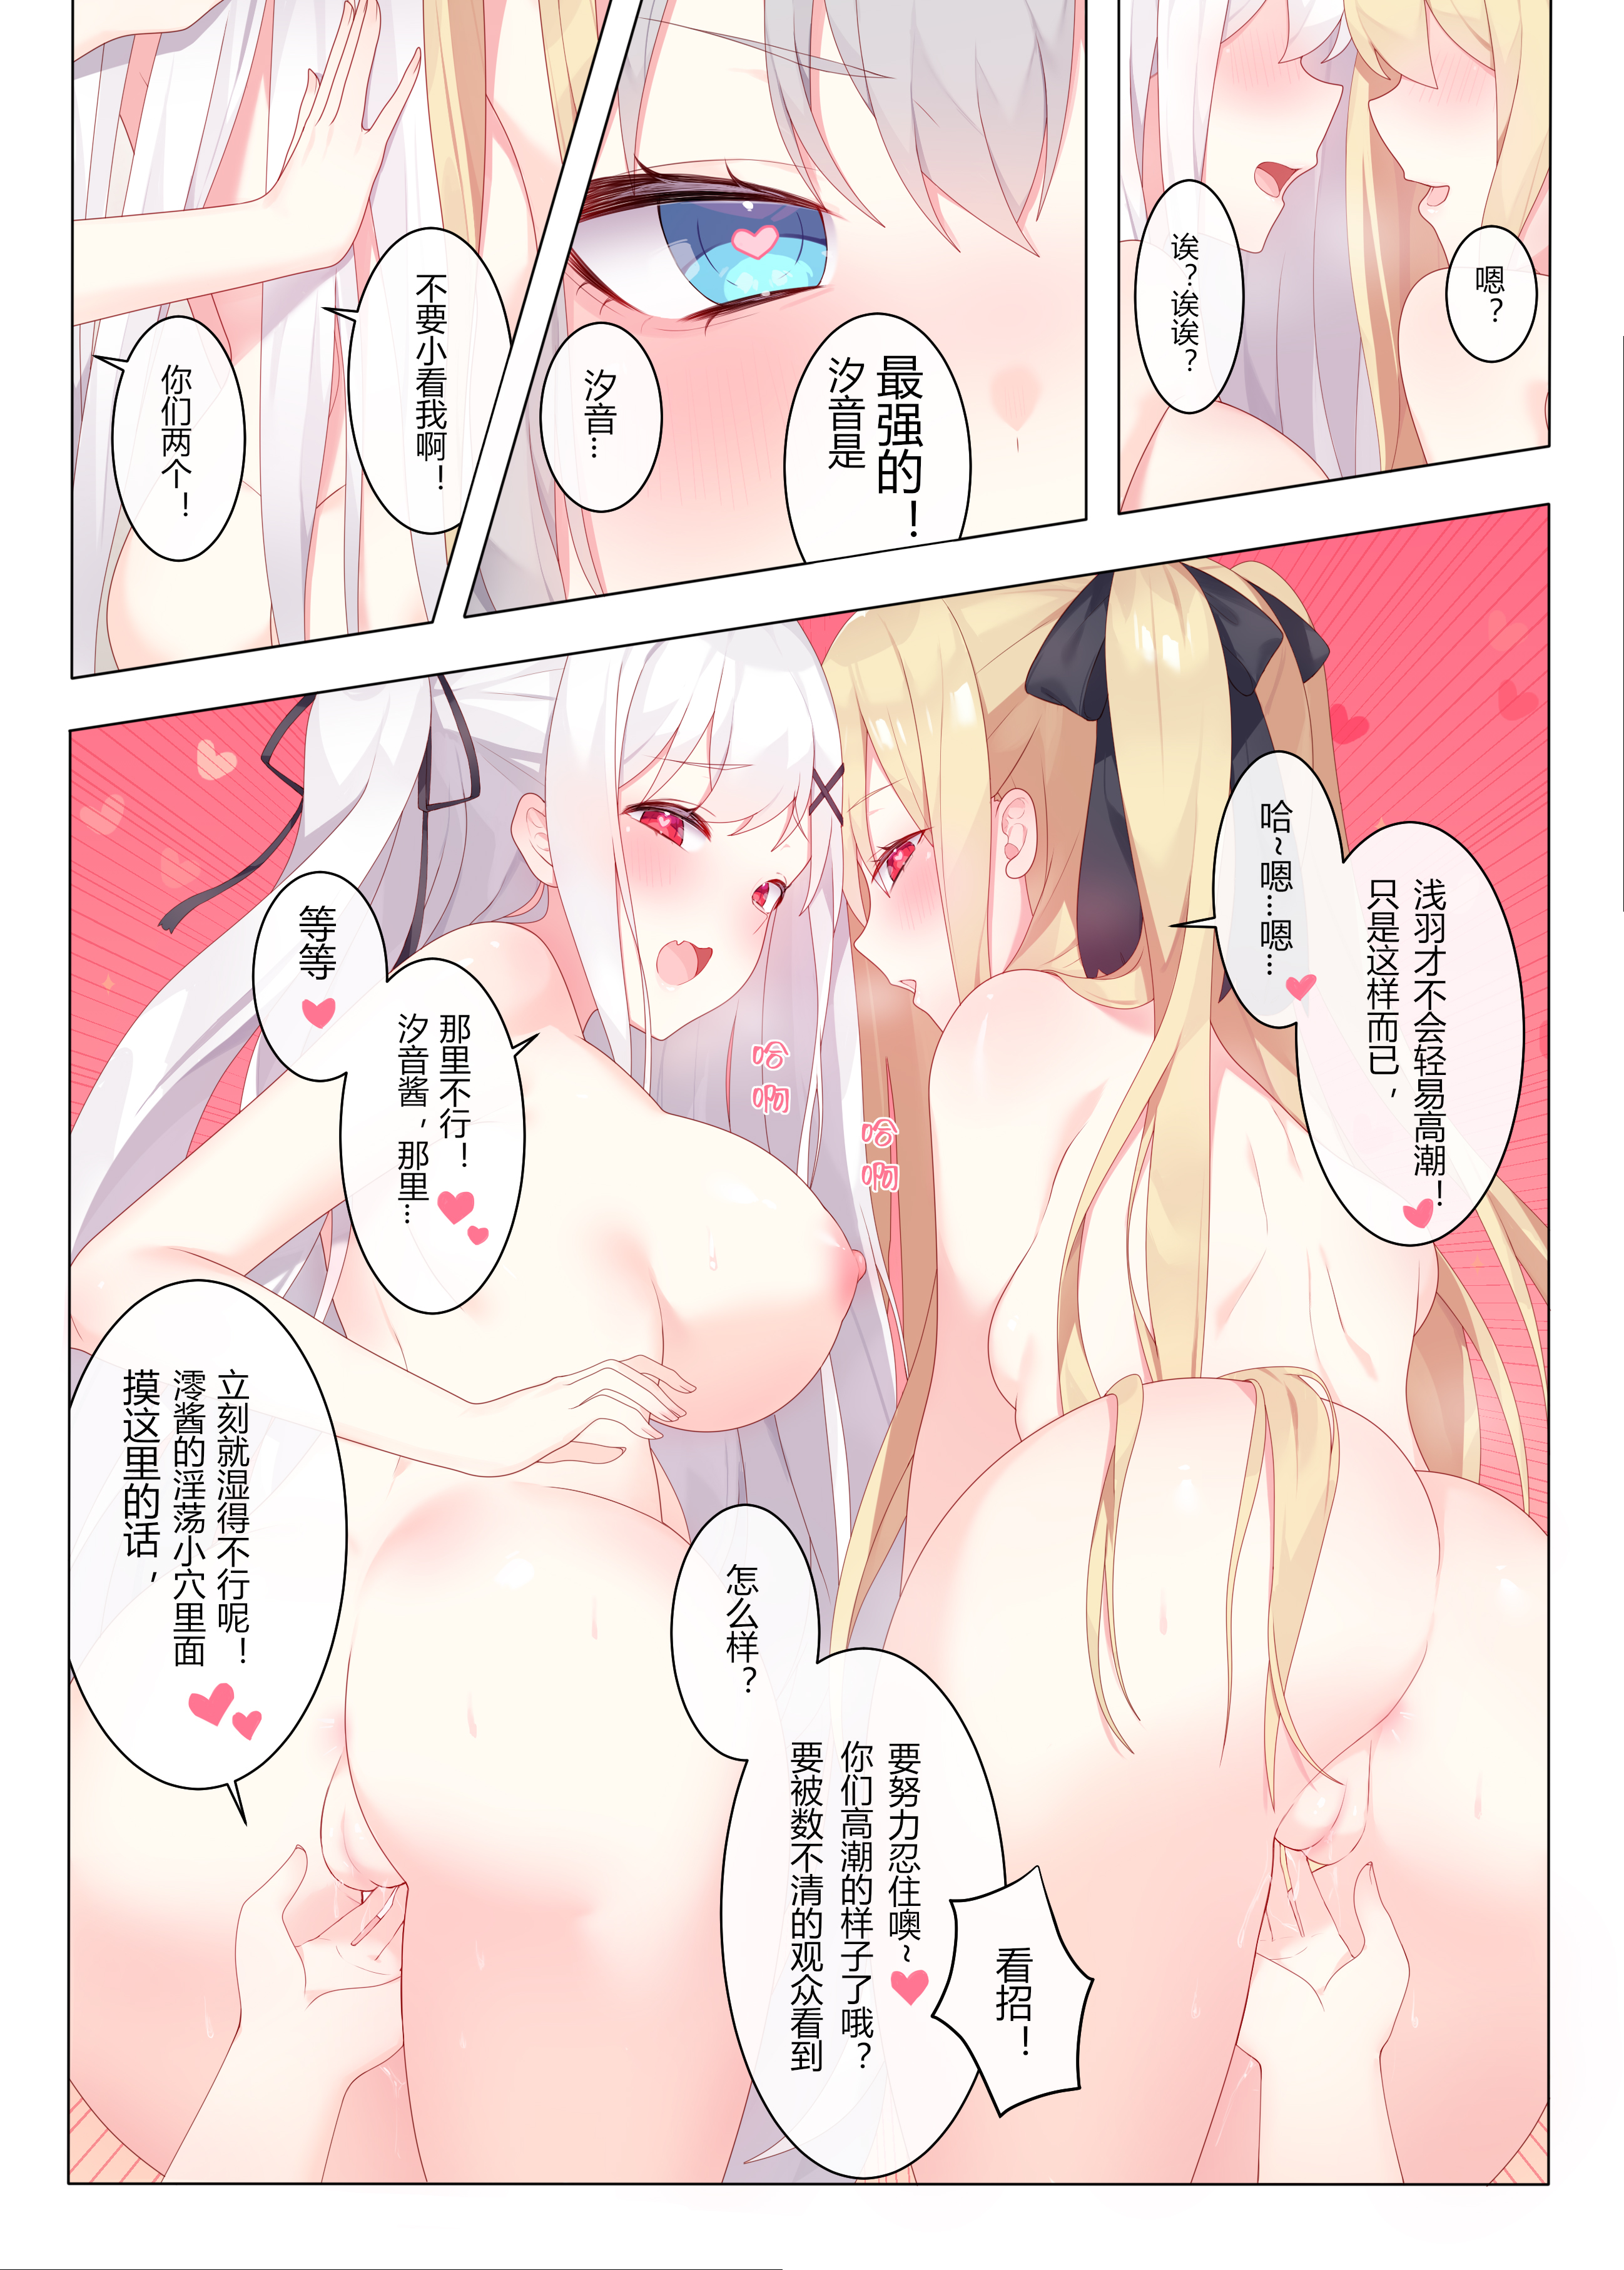 你们两个！
不要小看我啊！
汐音…
汐音是
最强的！
诶？诶诶？
嗯？
等等
汐音酱，那里…
那里不行！
哈啊
哈啊
哈~嗯…嗯…
只是这样而已，
浅羽才不会轻易高潮！
摸这里的话，
澪酱的淫荡小穴里面
立刻就湿得不行呢！
怎么样？
要被数不清的观众看到
你们高潮的样子了哦？
要努力忍住噢~
看招！